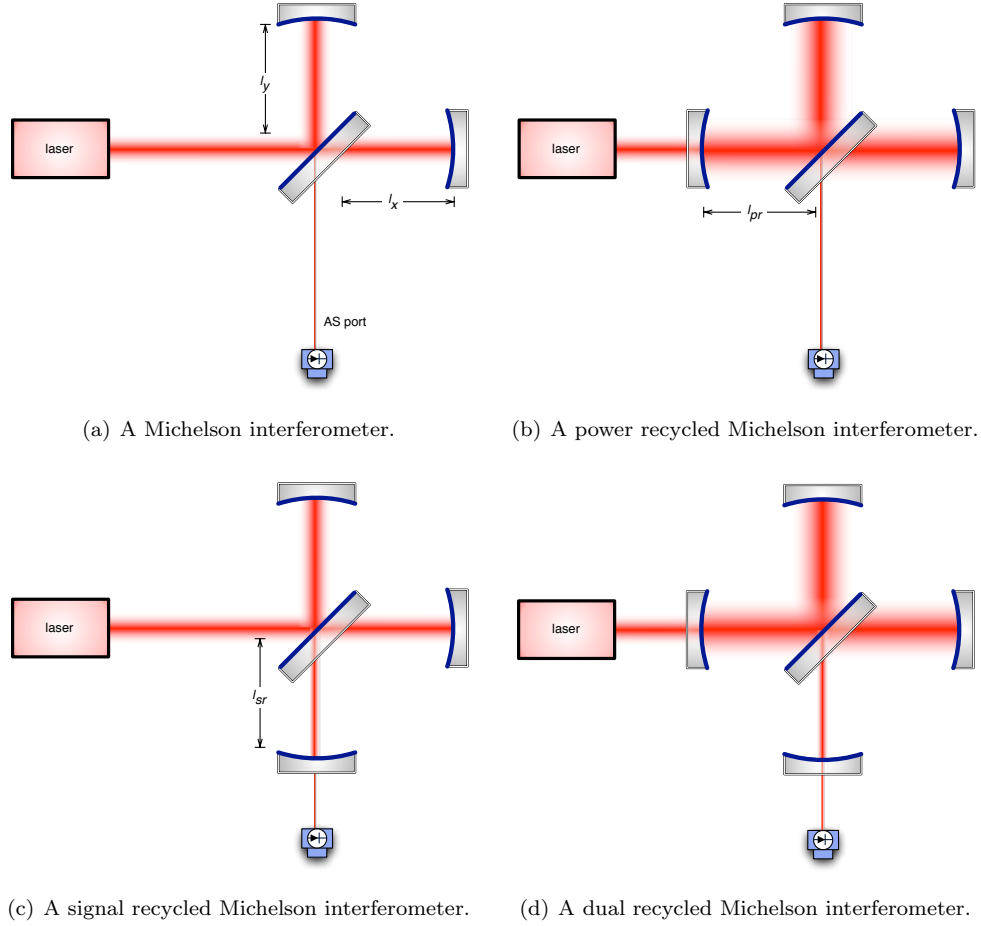 l_y
laser
l_x
AS port
laser
l_pr
(a) A Michelson interferometer.
(b) A power recycled Michelson interferometer.
laser
l_sr
laser
(c) A signal recycled Michelson interferometer.
(d) A dual recycled Michelson interferometer.